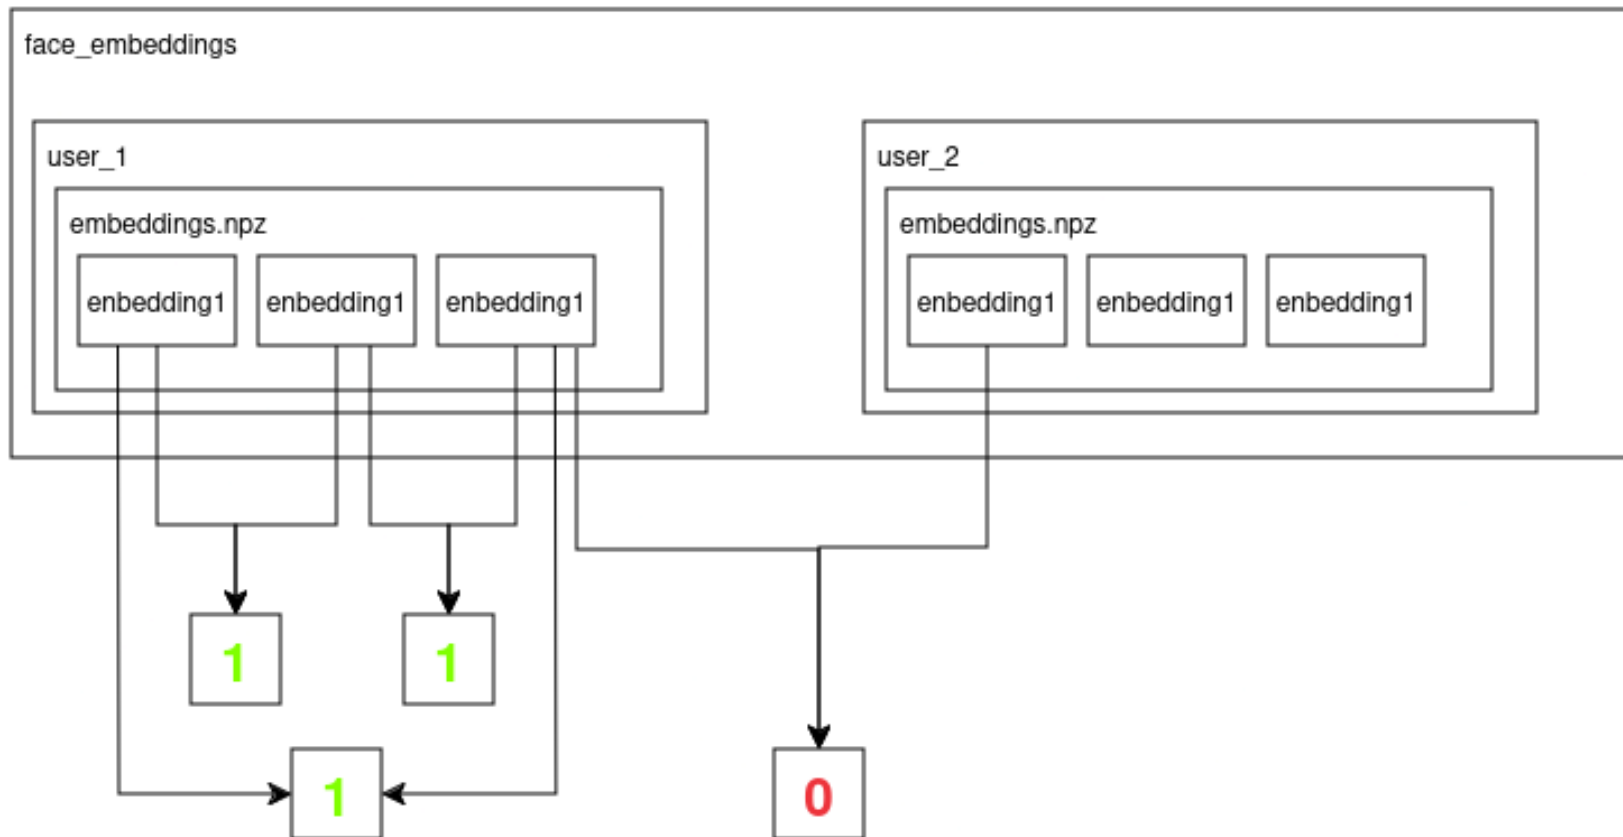 face_embeddings
user_1
embeddings.npz
enbedding1
enbedding1
enbedding1
user_2
embeddings.npz
enbedding1
enbedding1
enbedding1
1
1
1
0